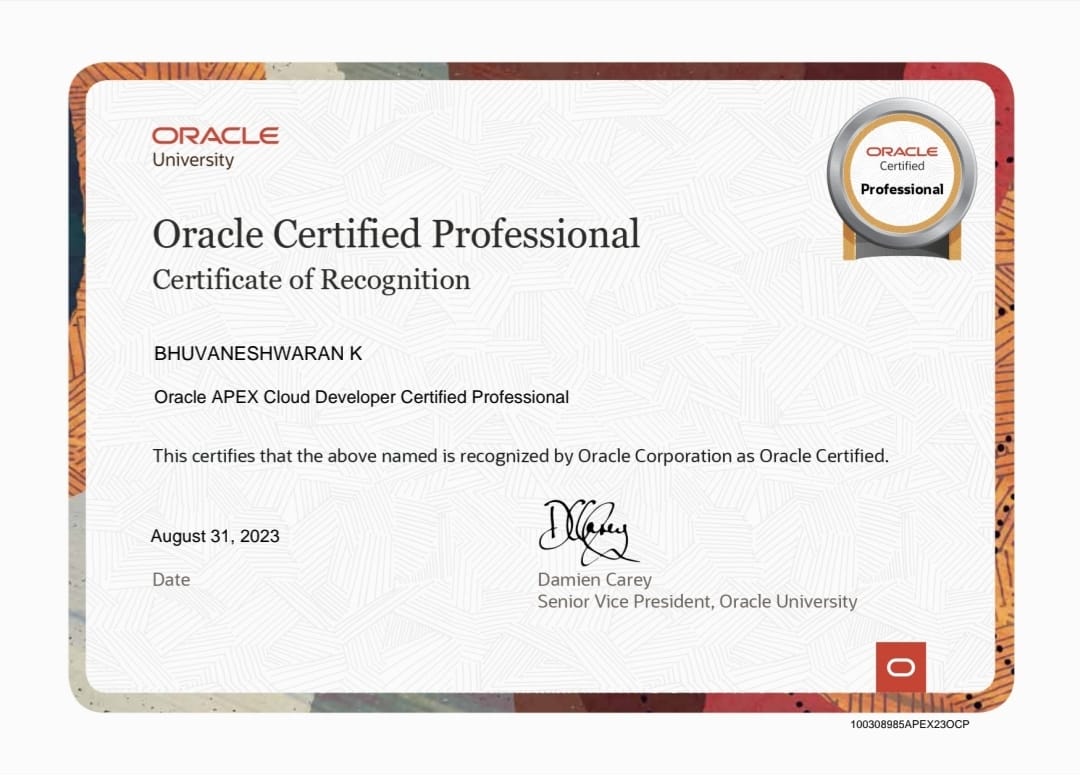 ORACLE
University
ORACLE
Certified
Professional
Oracle Certified Professional
Certificate of Recognition
BHUVANESHWARAN K
Oracle APEX Cloud Developer Certified Professional
This certifies that the above named is recognized by Oracle Corporation as Oracle Certified.
August 31, 2023
Date
DCarey
Damien Carey
Senior Vice President, Oracle University
100308985APEX23OCP